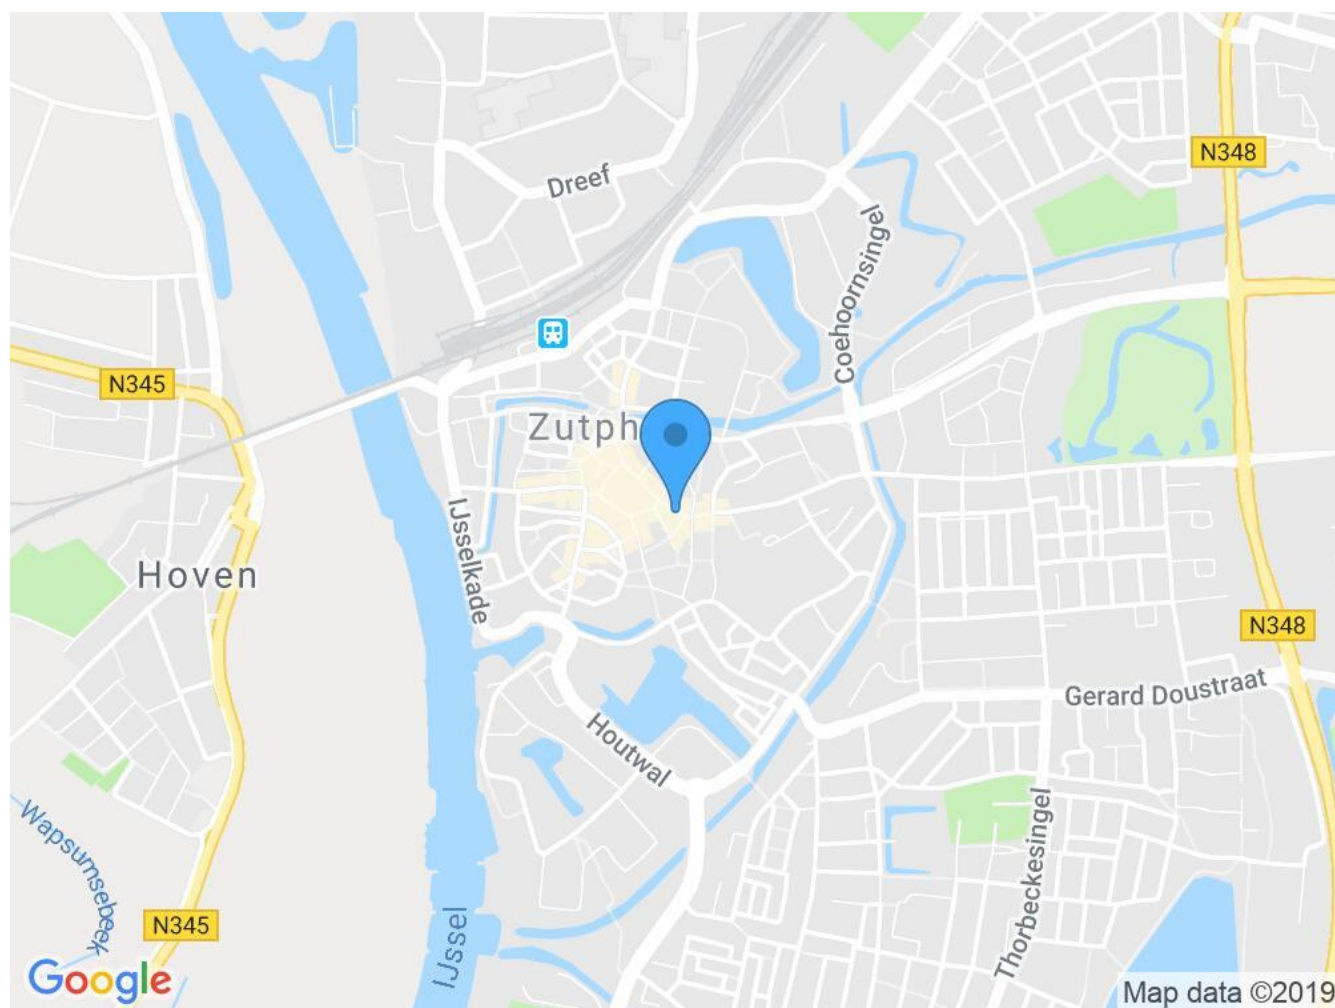 N348
Dreef
Coehoornsingel
N345
Zutph
IJsselkade
Hoven
N348
Gerard Doustraat
Houtwal
Thorbeckesingel
Wapsumsebeek
N345
IJssel
Google
Map data ©2019